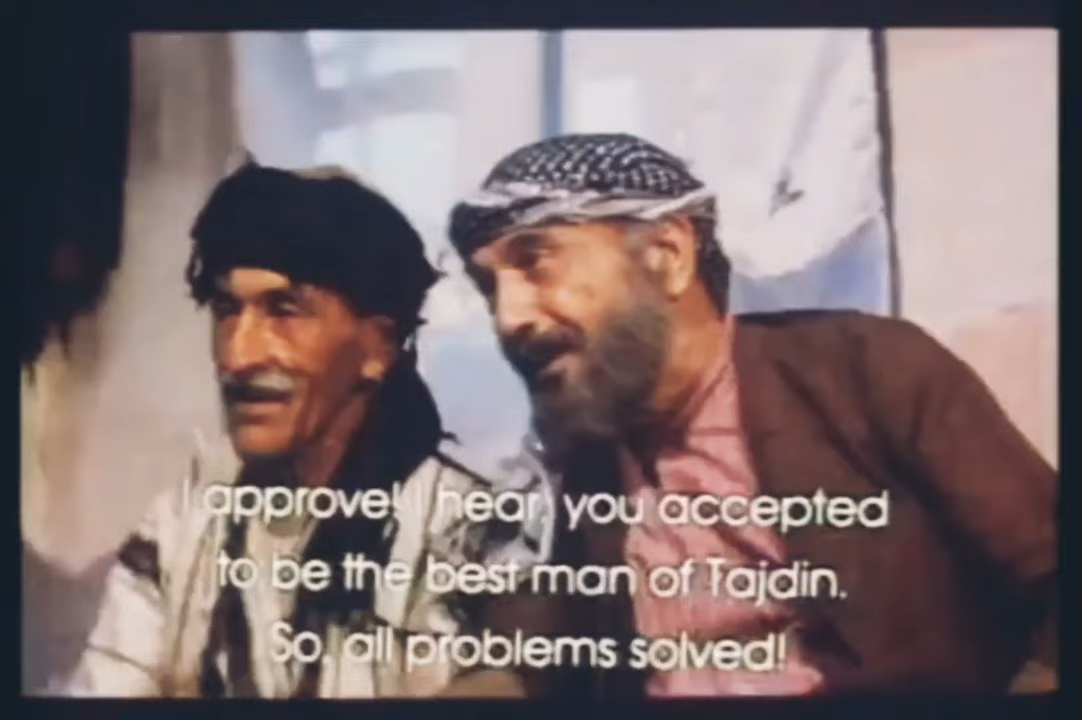 I approve! I hear, you accepted
to be the best man of Tajdin.
So, all problems solved!